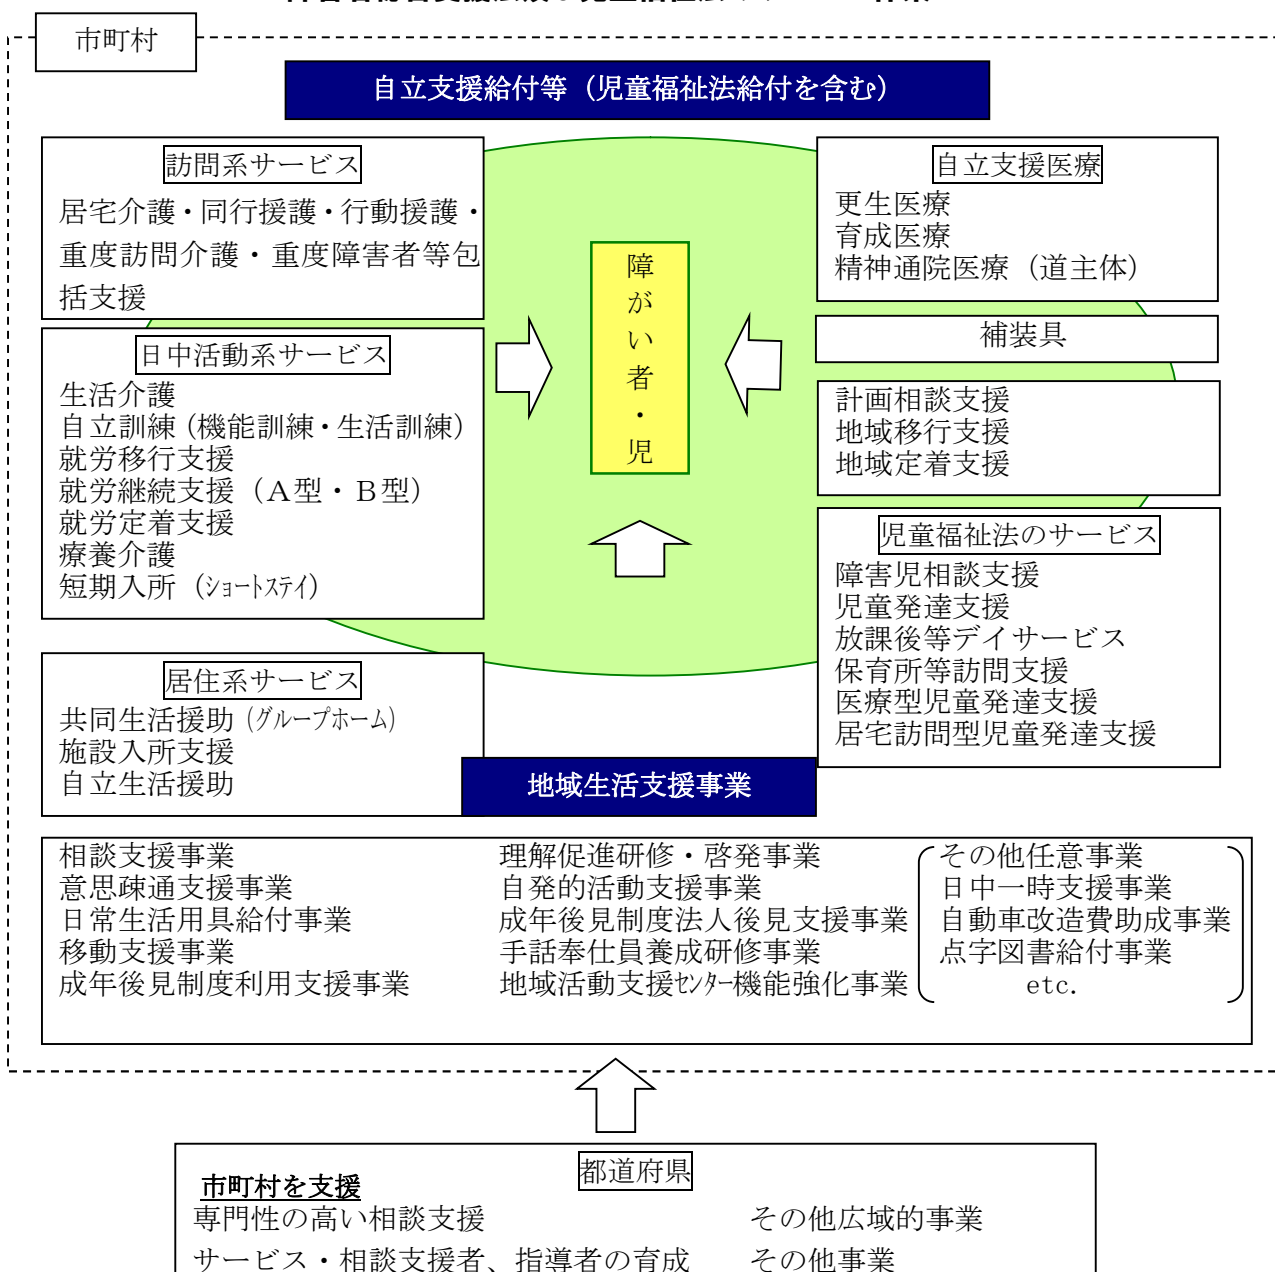 市町村
自立支援給付等（児童福祉法給付を含む）
訪問系サービス
居宅介護・同行援護・行動援護・
重度訪問介護・重度障害者等包
括支援
日中活動系サービス
生活介護
自立訓練（機能訓練・生活訓練）
就労移行支援
就労継続支援（Ａ型・Ｂ型）
就労定着支援
療養介護
短期入所（ｼｮｰﾄｽﾃｲ）
居住系サービス
共同生活援助（ｸﾞﾙｰﾌﾟﾎｰﾑ）
施設入所支援
自立生活援助
障がい者・児
自立支援医療
更生医療
育成医療
精神通院医療（道主体）
補装具
計画相談支援
地域移行支援
地域定着支援
児童福祉法のサービス
障害児相談支援
児童発達支援
放課後等デイサービス
保育所等訪問支援
医療型児童発達支援
居宅訪問型児童発達支援
地域生活支援事業
相談支援事業
意思疎通支援事業
日常生活用具給付事業
移動支援事業
成年後見制度利用支援事業
理解促進研修・啓発事業
自発的活動支援事業
成年後見制度法人後見支援事業
手話奉仕員養成研修事業
地域活動支援ｾﾝﾀｰ機能強化事業
その他任意事業
日中一時支援事業
自動車改造費助成事業
点字図書給付事業
etc.
都道府県
市町村を支援
専門性の高い相談支援
サービス・相談支援者、指導者の育成
その他広域的事業
その他事業